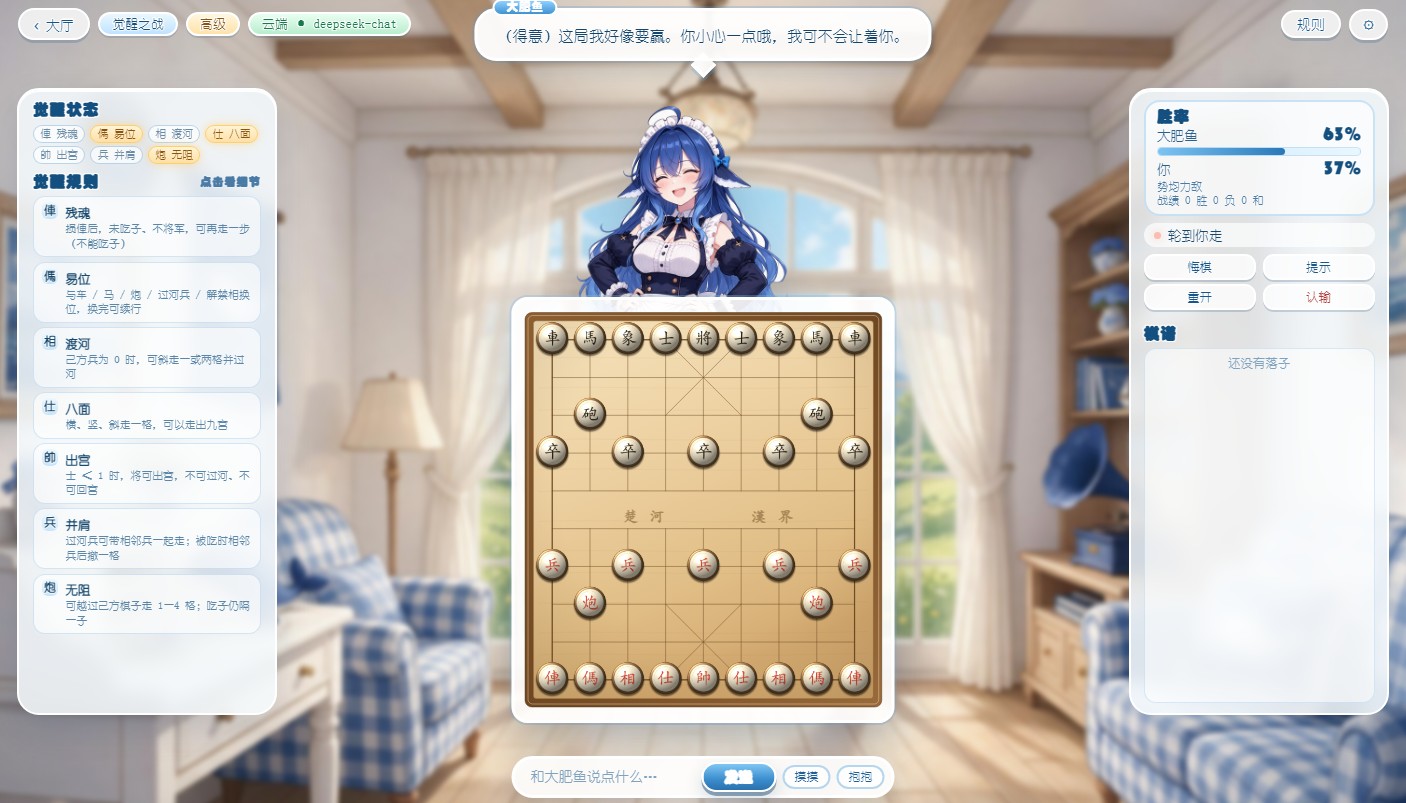 ‹ 大厅
觉醒之战
高级
云端 ● deepseek-chat
大肥鱼
（得意）这局我好像要赢。你小心一点哦，我可不会让着你。
规则
觉醒状态
俥 残魂
傌 易位
相 渡河
仕 八面
帥 出宫
兵 并肩
炮 无阻
觉醒规则
点击看细节
俥 残魂
损俥后，未吃子、不将军，可再走一步
（不能吃子）
傌 易位
与车 / 马 / 炮 / 过河兵 / 解禁相换
位，换完可续行
相 渡河
己方兵为 0 时，可斜走一或两格并过
河
仕 八面
横、竖、斜走一格，可以走出九宫
帥 出宫
士 < 1 时，将可出宫，不可过河、不
可回宫
兵 并肩
过河兵可带相邻兵一起走；被吃时相邻
兵后撤一格
炮 无阻
可越过己方棋子走 1—4 格；吃子仍隔
一子
車 馬 象 士 將 士 象 馬 車
砲 砲
卒 卒 卒 卒 卒
楚 河 漢 界
兵 兵 兵 兵 兵
炮 炮
俥 傌 相 仕 帥 仕 相 傌 俥
胜率
大肥鱼 63%
你 37%
势均力敌
战绩 0 胜 0 负 0 和
轮到你走
悔棋
提示
重开
认输
棋谱
还没有落子
和大肥鱼说点什么…
发送
摸摸
抱抱